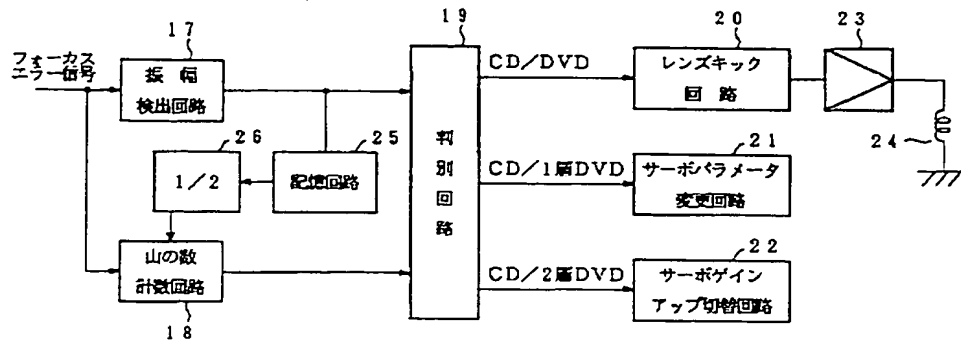 フォーカス
エラー信号
17
振幅
検出回路
26
1/2
25
記憶回路
山の数
計数回路
18
19
判別回路
CD/DVD
CD/1層DVD
CD/2層DVD
20
レンズキック
回路
23
24
21
サーボパラメータ
変更回路
22
サーボゲイン
アップ切替回路